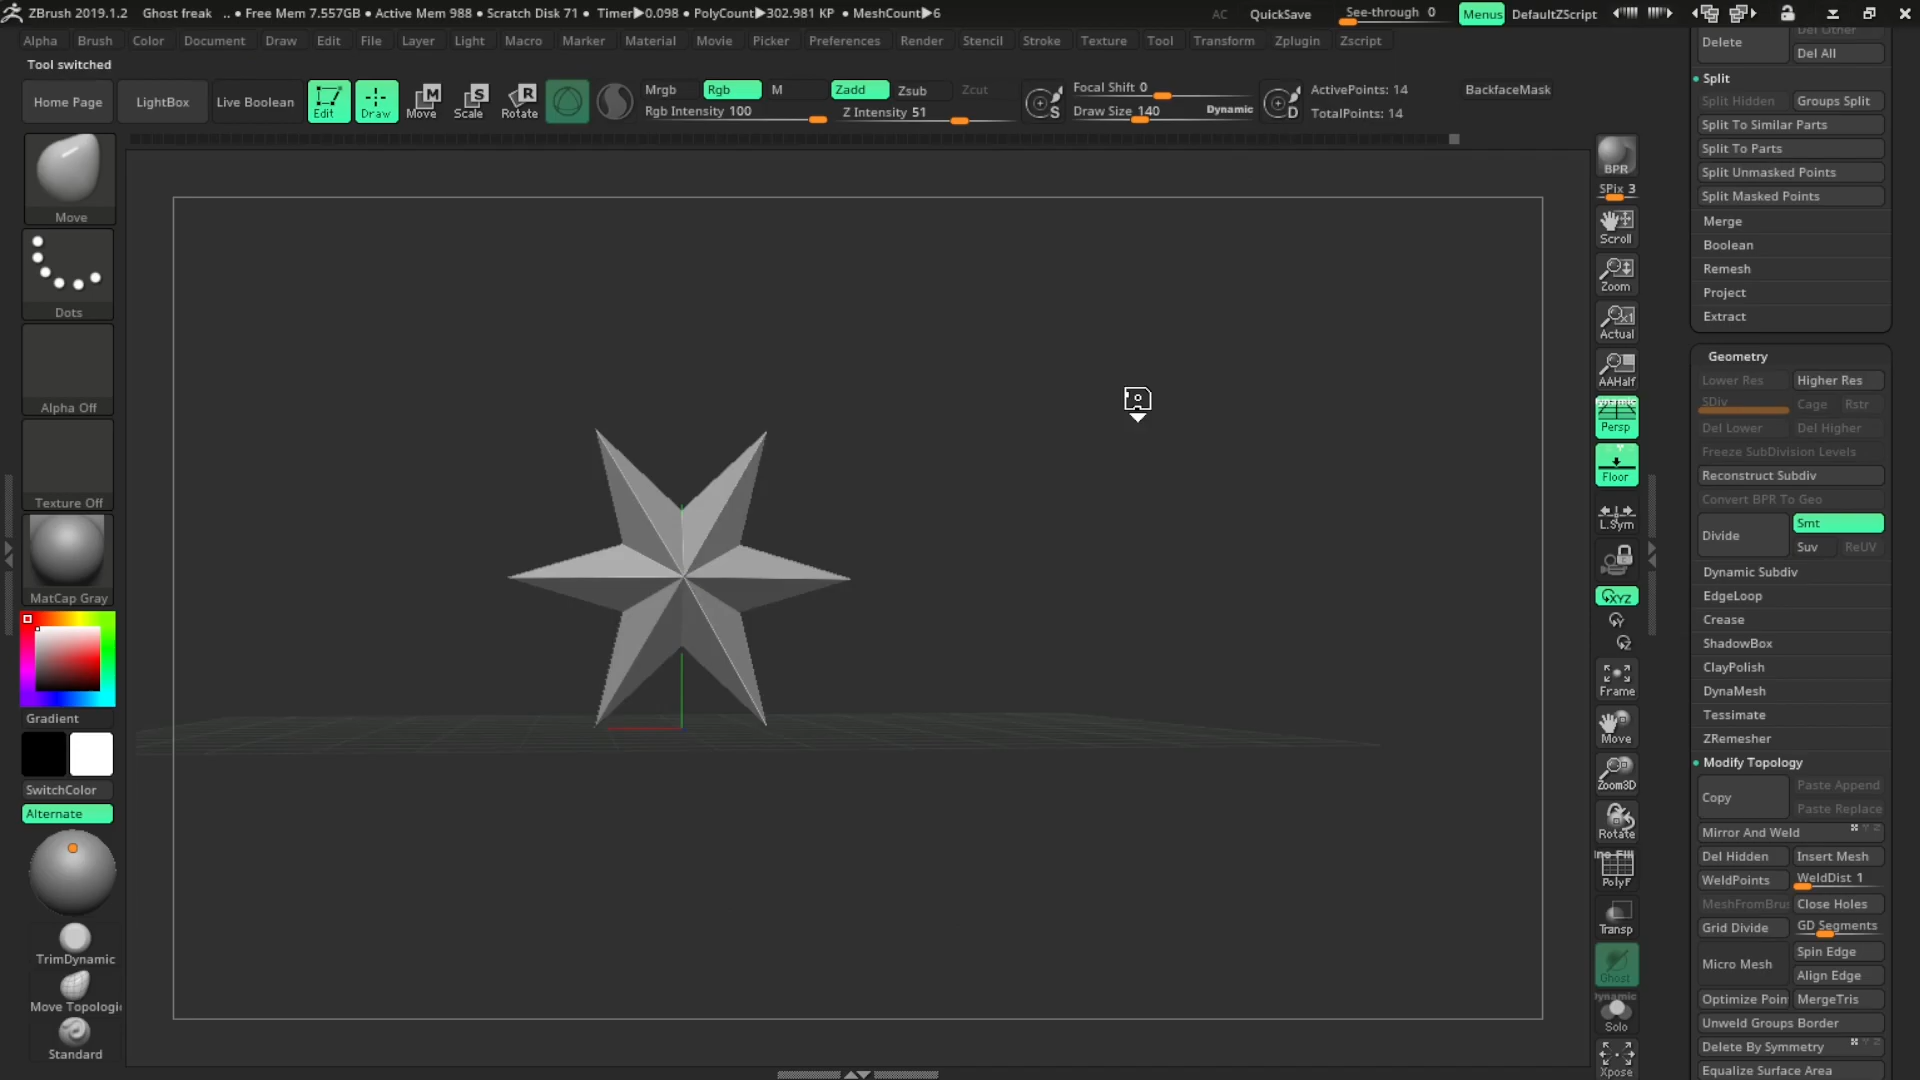 ZBrush 2019.1.2 Ghost freak .. • Free Mem 7.557GB • Active Mem 988 • Scratch Disk 71 • Timer▶0.098 • PolyCount▶302.981 KP • MeshCount▶6 AC QuickSave See-through 0 Menus DefaultZScript
Alpha Brush Color Document Draw Edit File Layer Light Macro Marker Material Movie Picker Preferences Render Stencil Stroke Texture Tool Transform Zplugin Zscript
Tool switched
Home Page LightBox Live Boolean Edit Draw Move Scale Rotate
Mrgb Rgb M Zadd Zsub Zcut Focal Shift 0 ActivePoints: 14 BackfaceMask
Rgb Intensity 100 Z Intensity 51 Draw Size 140 Dynamic TotalPoints: 14
Move
Dots
Alpha Off
Texture Off
MatCap Gray
Gradient
SwitchColor
Alternate
TrimDynamic
Move Topologi
Standard
BPR
SPix 3
Scroll
Zoom
Actual
AAHalf
Dynamic
Persp
Floor
L.Sym
XYZ
Y
Z
Frame
Move
Zoom3D
Rotate
Line Fill
PolyF
Transp
Ghost
Dynamic
Solo
Xpose
Del Other
Delete Del All
Split
Split Hidden Groups Split
Split To Similar Parts
Split To Parts
Split Unmasked Points
Split Masked Points
Merge
Boolean
Remesh
Project
Extract
Geometry
Lower Res Higher Res
SDiv Cage Rstr
Del Lower Del Higher
Freeze SubDivision Levels
Reconstruct Subdiv
Convert BPR To Geo
Divide Smt
Suv ReUV
Dynamic Subdiv
EdgeLoop
Crease
ShadowBox
ClayPolish
DynaMesh
Tessimate
ZRemesher
Modify Topology
Copy Paste Append
Paste Replace
Mirror And Weld
Del Hidden Insert Mesh
WeldPoints WeldDist 1
MeshFromBrus Close Holes
Grid Divide GD Segments
Micro Mesh Spin Edge
Align Edge
Optimize Poin MergeTris
Unweld Groups Border
Delete By Symmetry
Equalize Surface Area